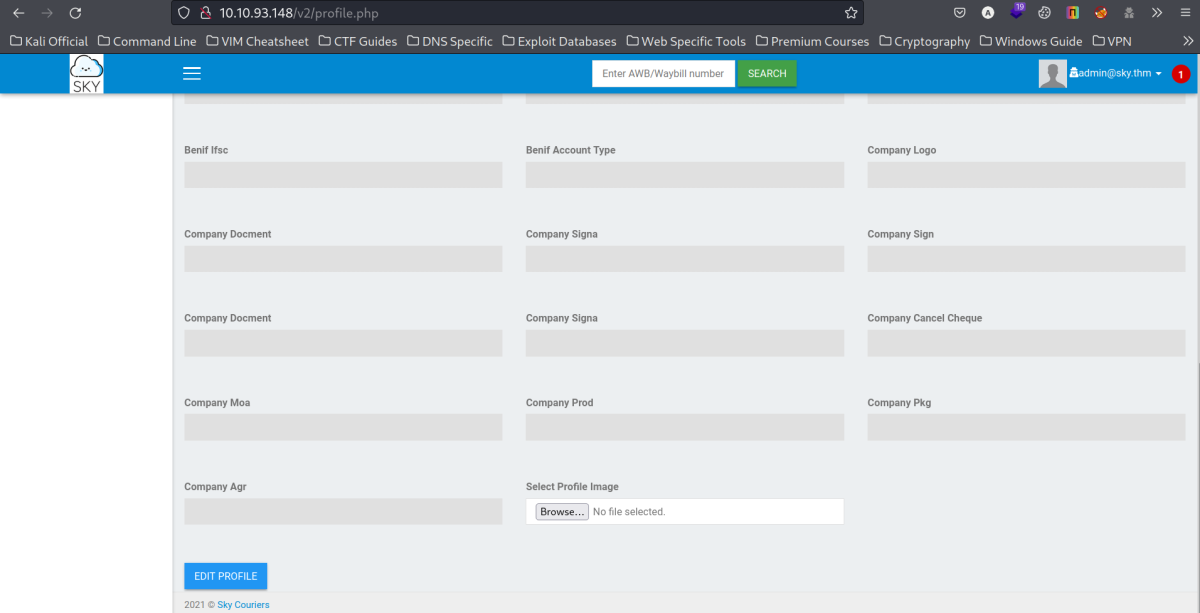 10.10.93.148/v2/profile.php
19
A
Kali Official Command Line VIM Cheatsheet CTF Guides DNS Specific Exploit Databases Web Specific Tools Premium Courses Cryptography Windows Guide VPN
SKY
Enter AWB/Waybill number SEARCH
admin@sky.thm
1
Benif Ifsc Benif Account Type Company Logo
Company Docment Company Signa Company Sign
Company Docment Company Signa Company Cancel Cheque
Company Moa Company Prod Company Pkg
Company Agr Select Profile Image
Browse... No file selected.
EDIT PROFILE
2021 © Sky Couriers